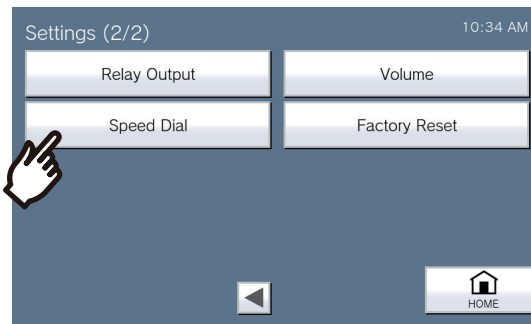 Settings (2/2)
10:34 AM
Relay Output
Volume
Speed Dial
Factory Reset
HOME